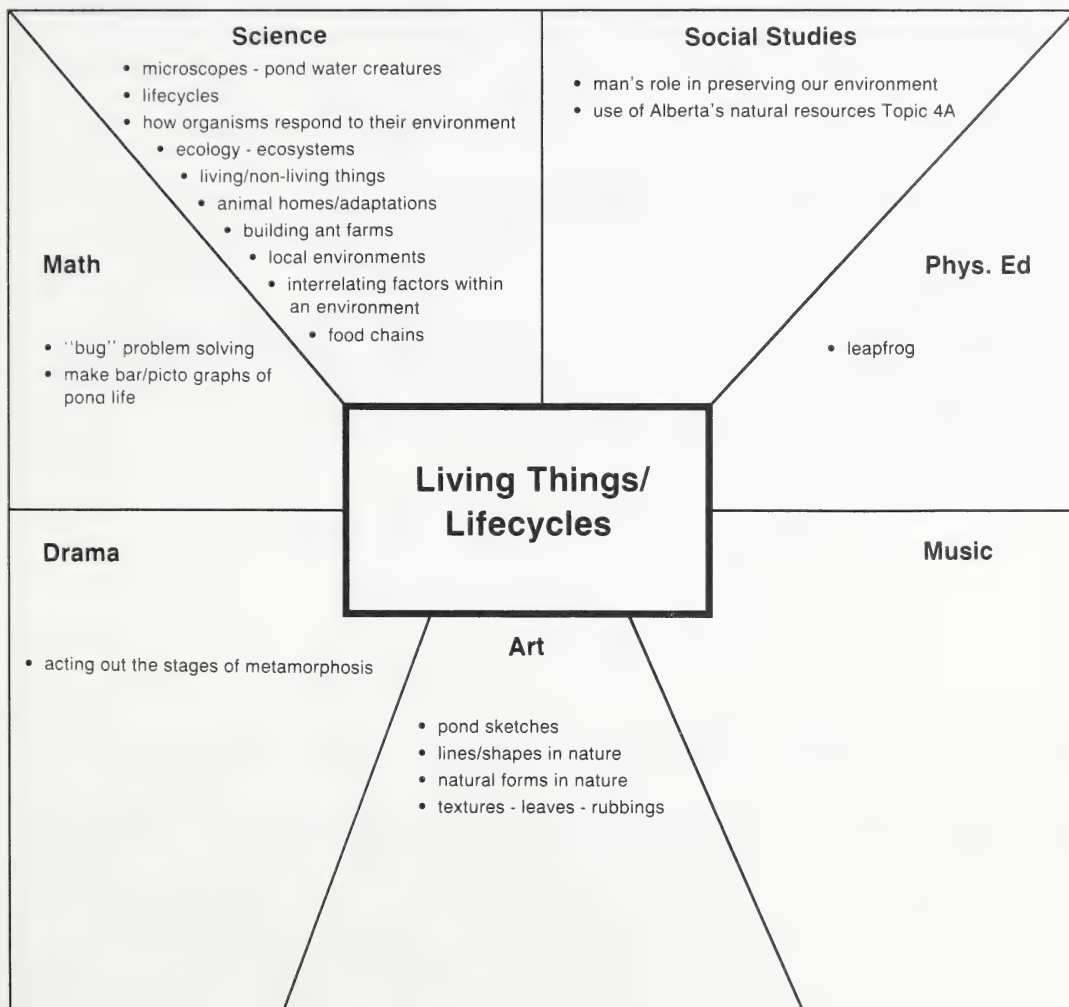 Science
• microscopes - pond water creatures
• lifecycles
• how organisms respond to their environment
• ecology - ecosystems
• living/non-living things
• animal homes/adaptations
• building ant farms
• local environments
• interrelating factors within
an environment
• food chains
Social Studies
• man's role in preserving our environment
• use of Alberta's natural resources Topic 4A
Math
• "bug" problem solving
• make bar/picto graphs of
pond life
Phys. Ed
• leapfrog
Living Things/
Lifecycles
Drama
• acting out the stages of metamorphosis
Art
• pond sketches
• lines/shapes in nature
• natural forms in nature
• textures - leaves - rubbings
Music